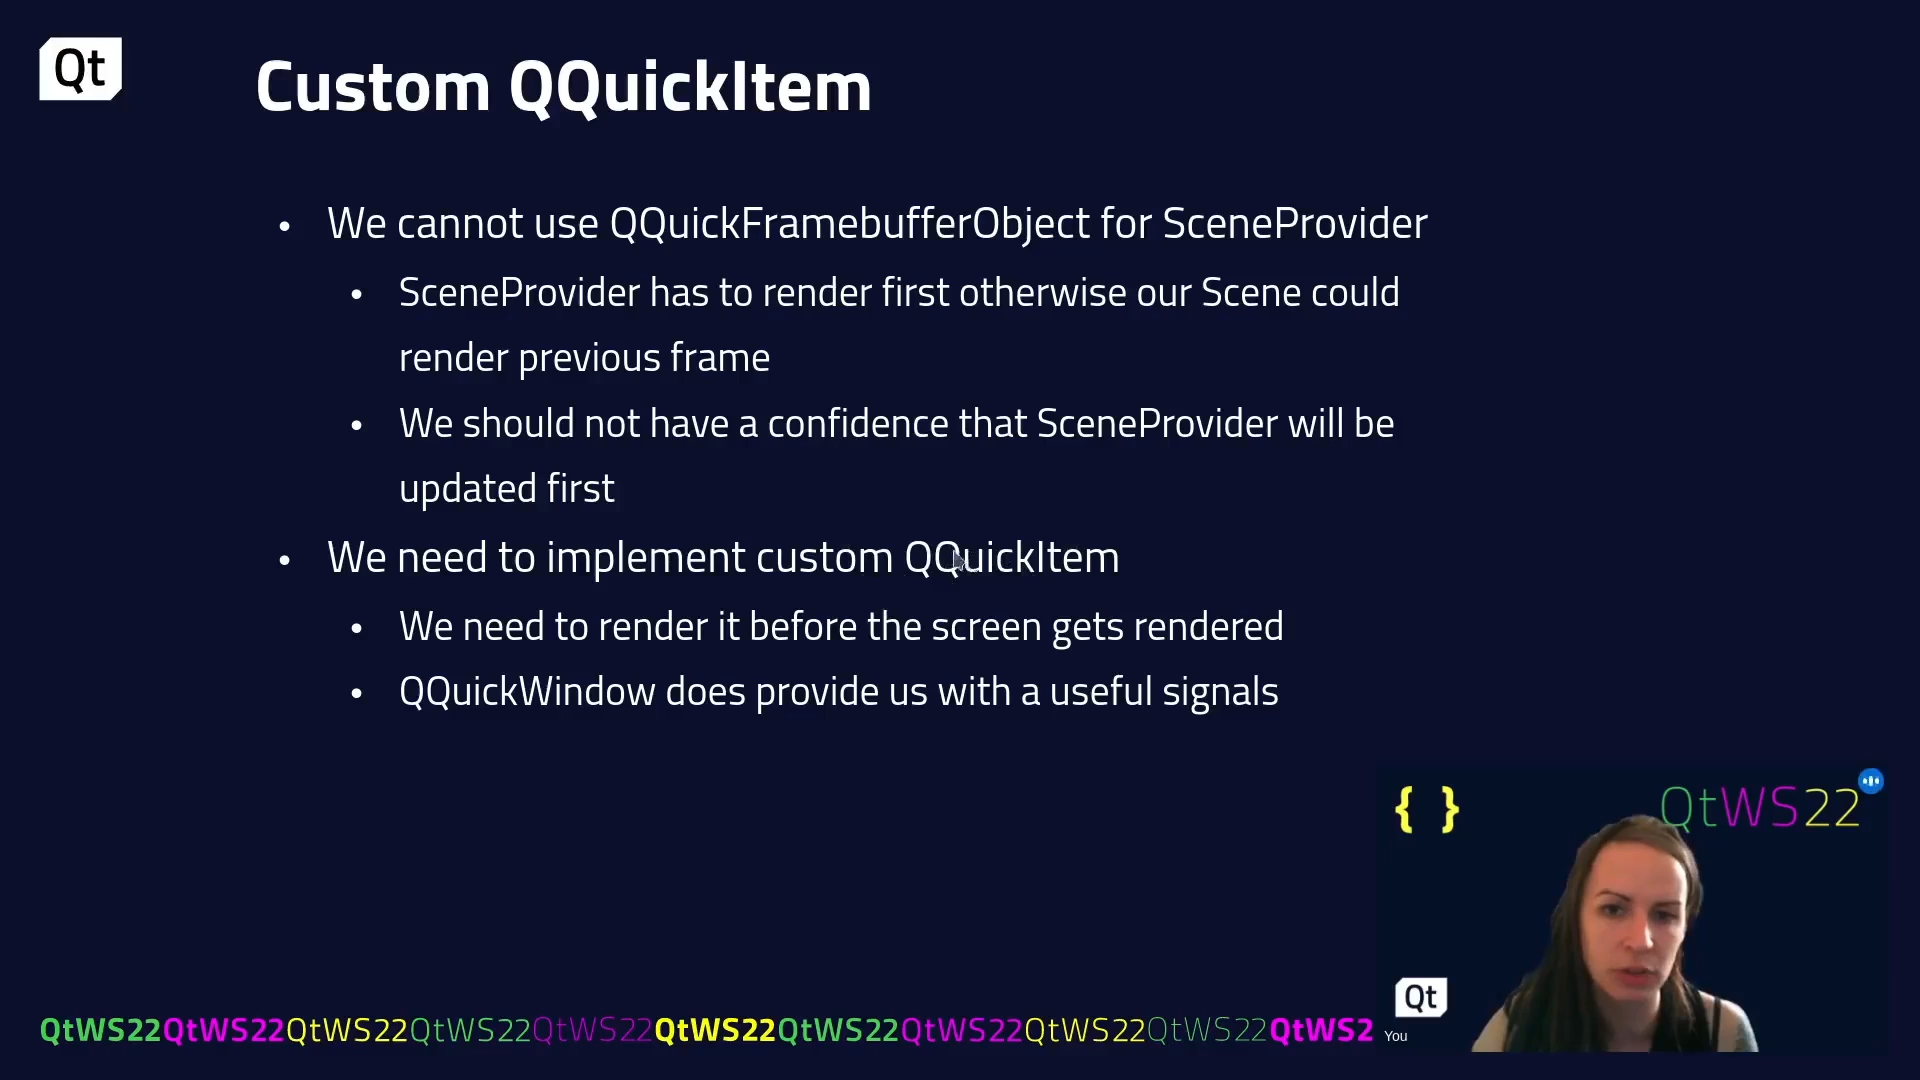 Qt
Custom QQuickItem
• We cannot use QQuickFramebufferObject for SceneProvider
• SceneProvider has to render first otherwise our Scene could
render previous frame
• We should not have a confidence that SceneProvider will be
updated first
• We need to implement custom QQuickItem
• We need to render it before the screen gets rendered
• QQuickWindow does provide us with a useful signals
{ } QtWS22
Qt
You
QtWS22QtWS22QtWS22QtWS22QtWS22QtWS22QtWS22QtWS22QtWS22QtWS22QtWS2